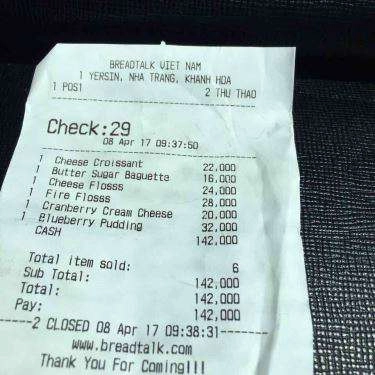 BREADTALK VIET NAM
1 YERSIN, NHA TRANG, KHANH HOA
1 POS1 2 THU THAO
Check:29
08 Apr 17 09:37:50
1 Cheese Croissant 22,000
1 Butter Sugar Baguetta 16,000
1 Cheese Flosss 24,000
1 Fire Flosss 28,000
1 Cranberry Cream Cheese 20,000
1 Blueberry Pudding 32,000
CASH 142,000
Total item sold: 6
Sub Total: 142,000
Total: 142,000
Pay: 142,000
-----2 CLOSED 08 Apr 17 09:38:31--------
www.breadtalk.com
Thank You For Coming!!!